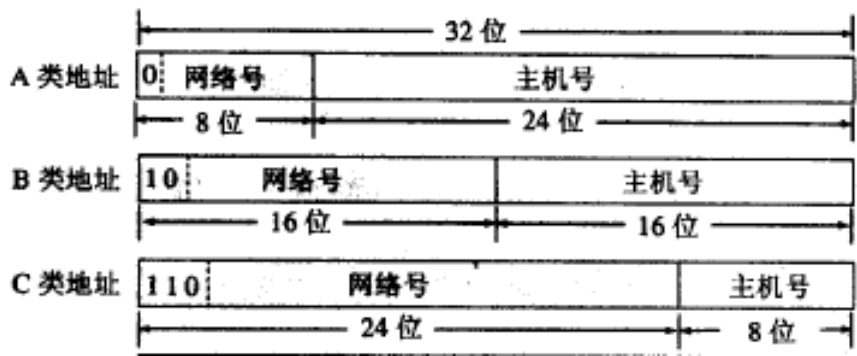 32 位
A 类地址 0 网络号 主机号
8 位 24 位
B 类地址 10 网络号 主机号
16 位 16 位
C 类地址 110 网络号 主机号
24 位 8 位